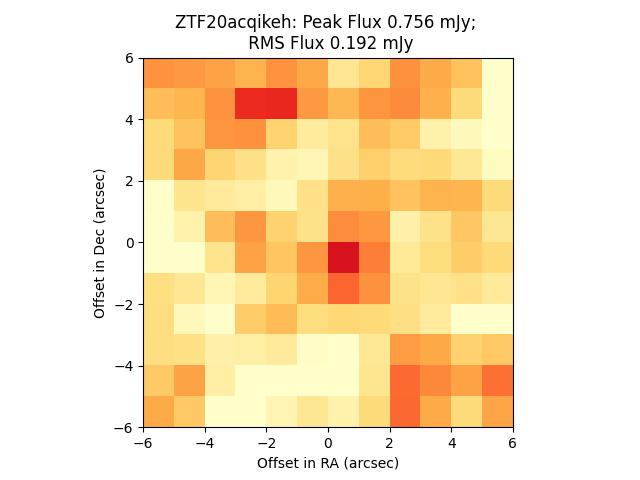 ZTF20acqikeh: Peak Flux 0.756 mJy;
RMS Flux 0.192 mJy
6
4
2
0
−2
−4
−6
Offset in Dec (arcsec)
−6 −4 −2 0 2 4 6
Offset in RA (arcsec)